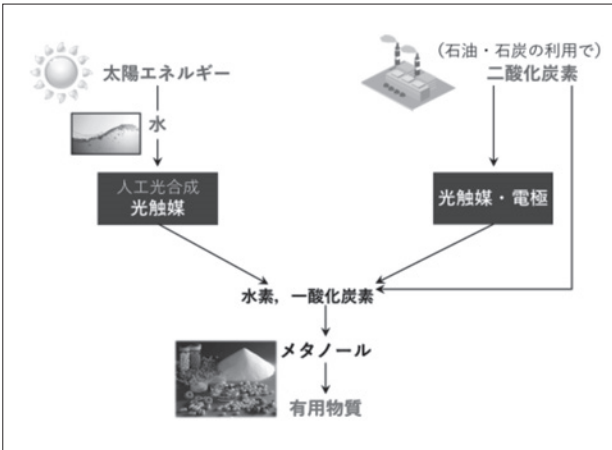 太陽エネルギー
水
人工光合成
光触媒
(石油・石炭の利用で)
二酸化炭素
光触媒・電極
水素，一酸化炭素
メタノール
有用物質